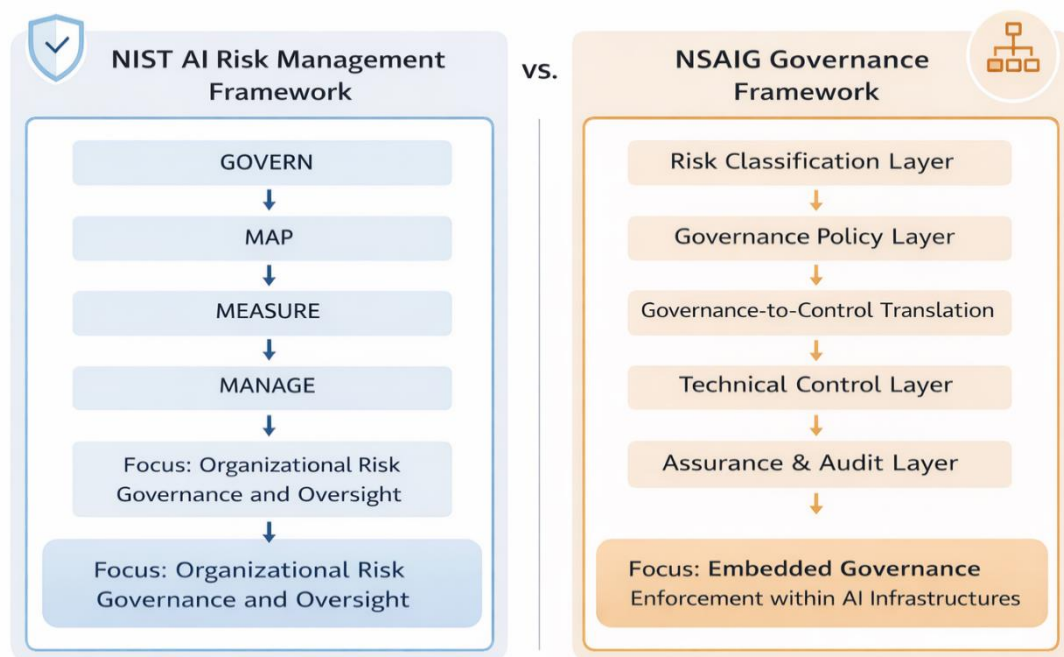 NIST AI Risk Management
Framework
GOVERN
MAP
MEASURE
MANAGE
Focus: Organizational Risk
Governance and Oversight
Focus: Organizational Risk
Governance and Oversight
vs.
NSAIG Governance
Framework
Risk Classification Layer
Governance Policy Layer
Governance-to-Control Translation
Technical Control Layer
Assurance & Audit Layer
Focus: Embedded Governance
Enforcement within AI Infrastructures